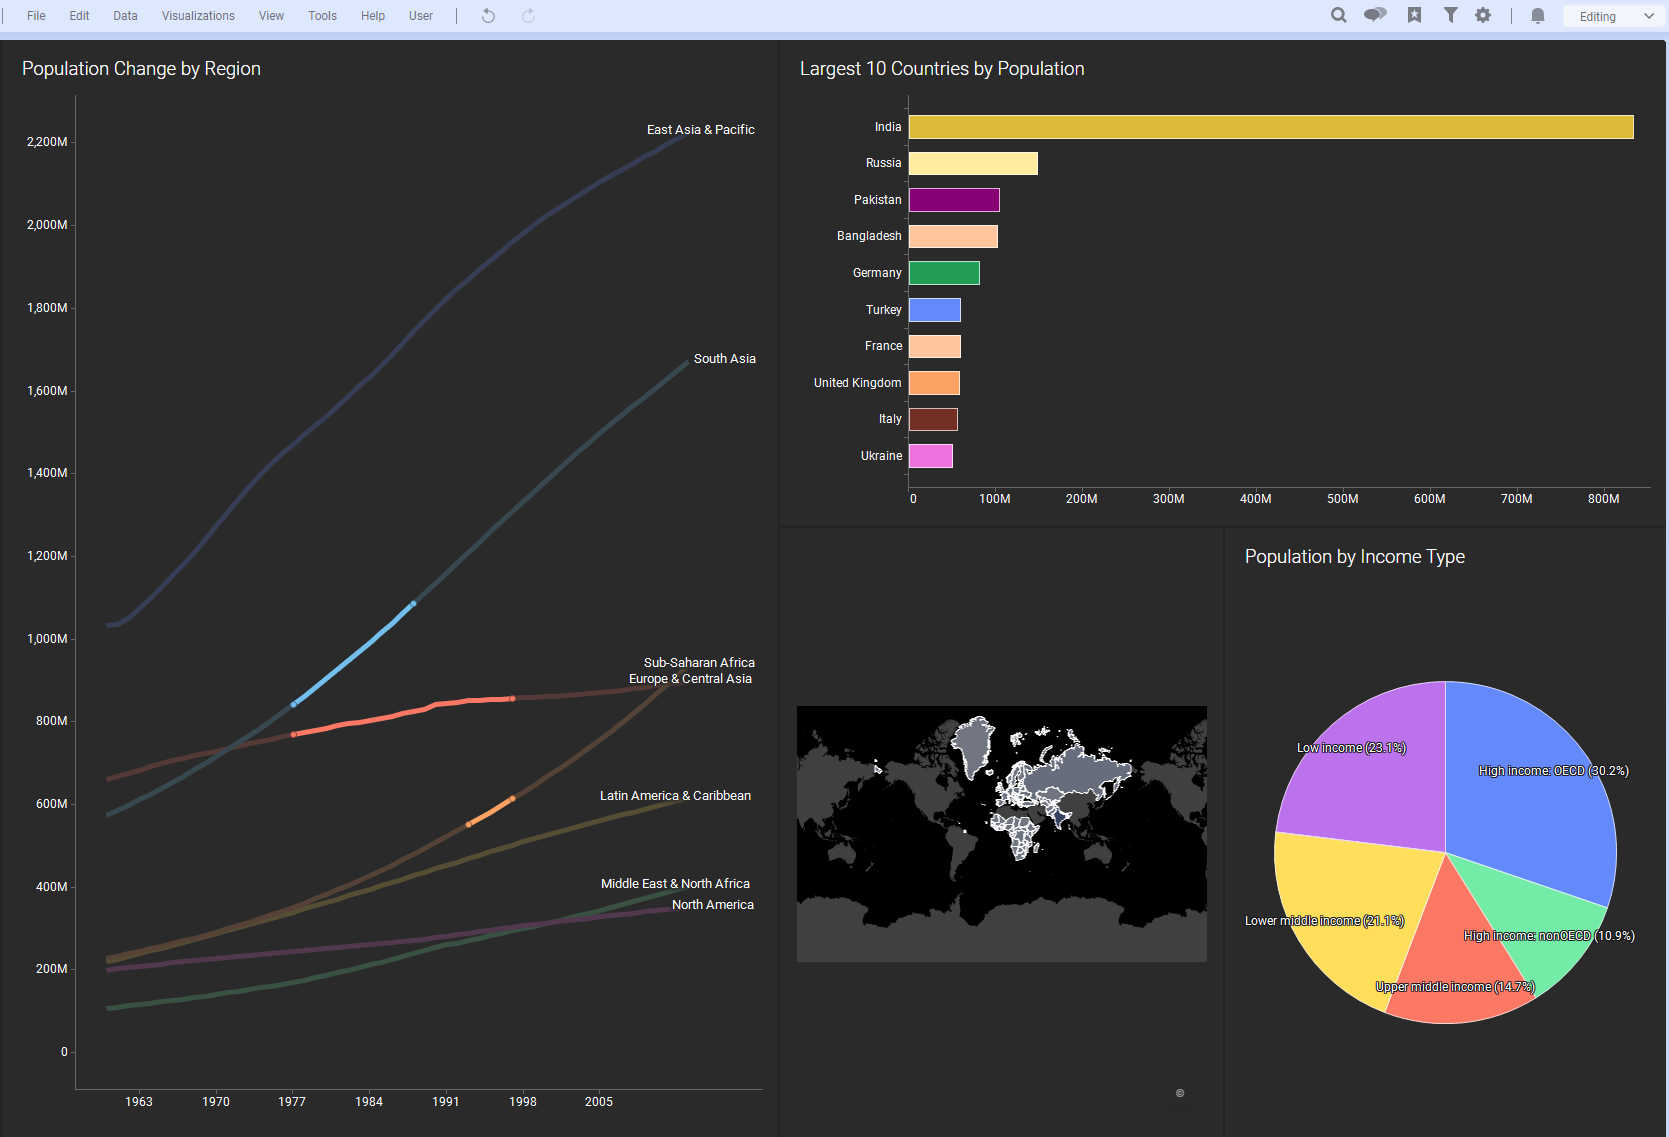 File Edit Data Visualizations View Tools Help User Editing
Population Change by Region
2,200M
2,000M
1,800M
1,600M
1,400M
1,200M
1,000M
800M
600M
400M
200M
0
East Asia & Pacific
South Asia
Sub-Saharan Africa
Europe & Central Asia
Latin America & Caribbean
Middle East & North Africa
North America
1963 1970 1977 1984 1991 1998 2005
Largest 10 Countries by Population
India
Russia
Pakistan
Bangladesh
Germany
Turkey
France
United Kingdom
Italy
Ukraine
0 100M 200M 300M 400M 500M 600M 700M 800M
©
Population by Income Type
Low income (23.1%)
High income: OECD (30.2%)
Lower middle income (21.1%)
High income: nonOECD (10.9%)
Upper middle income (14.7%)